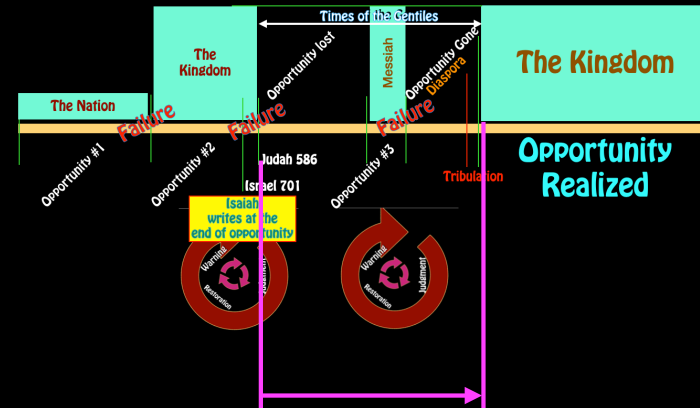 Times of the Gentiles
The
Kingdom
The Nation
Opportunity lost
Messiah
Opportunity Gone
Diaspora
The Kingdom
Failure
Failure
Failure
Opportunity #1
Opportunity #2
Judah 586
Israel 701
Opportunity #3
Tribulation
Opportunity
Realized
Isaiah
writes at the
end of opportunity
Warning
Judgment
Restoration
Warning
Judgment
Restoration